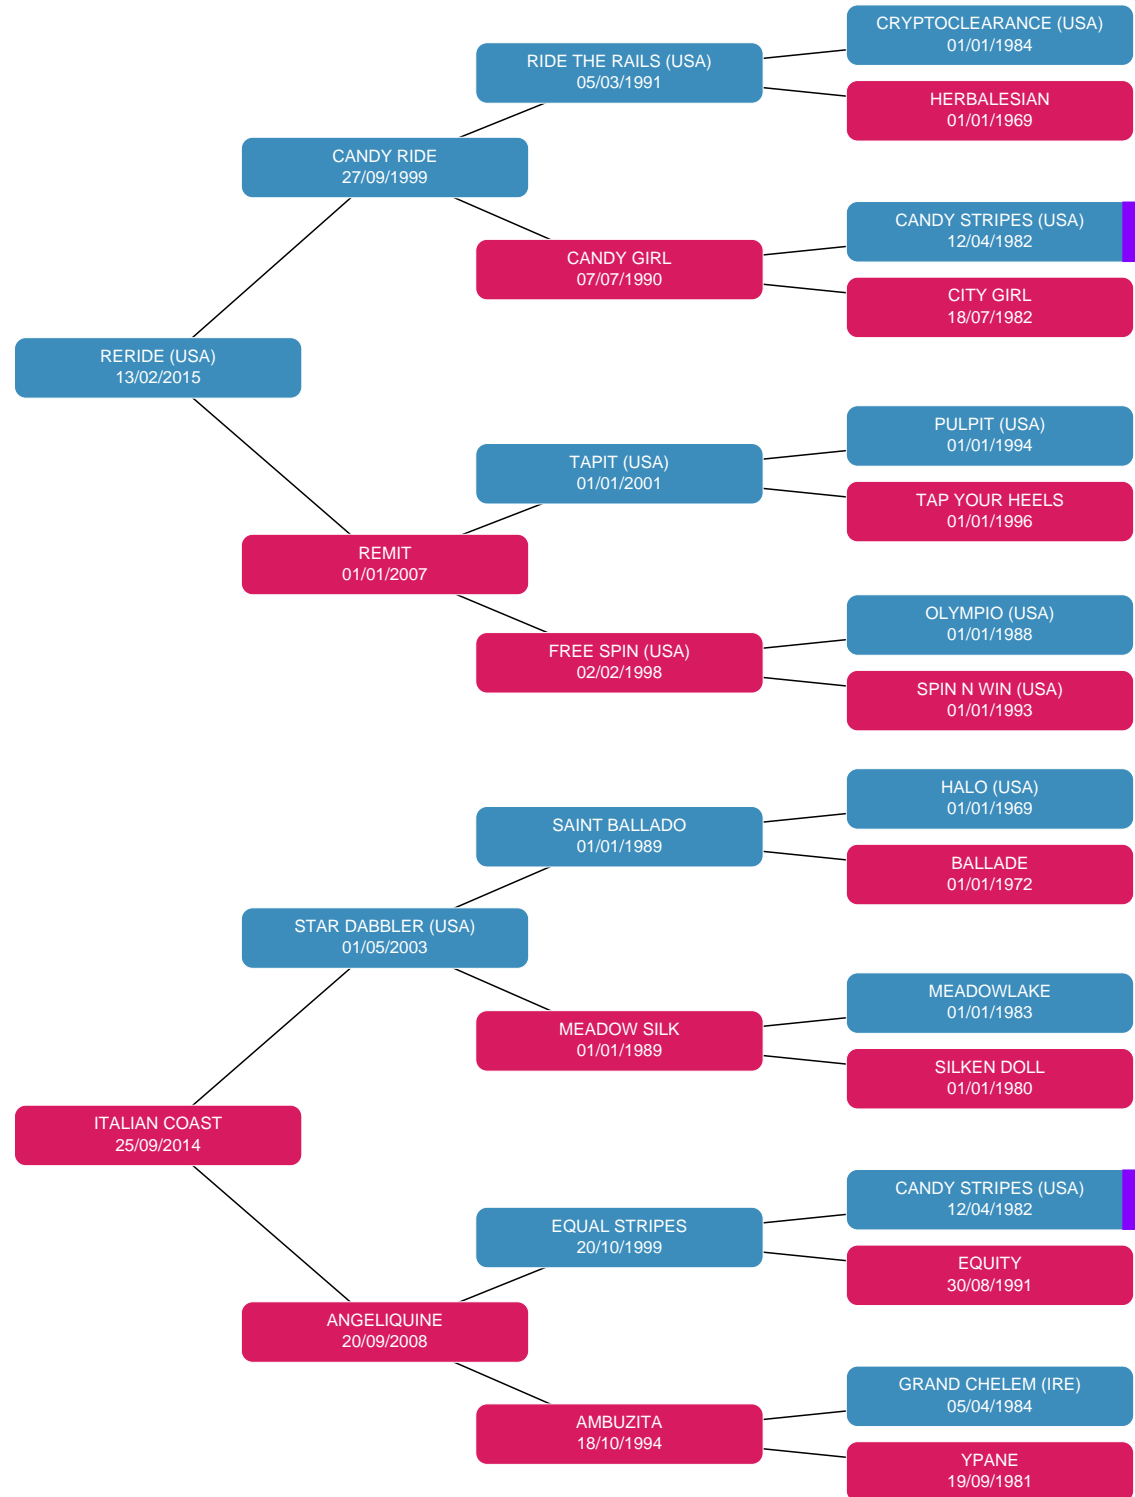 CRYPTOCLEARANCE (USA)
01/01/1984
RIDE THE RAILS (USA)
05/03/1991
HERBALESIAN
01/01/1969
CANDY RIDE
27/09/1999
CANDY STRIPES (USA)
12/04/1982
CANDY GIRL
07/07/1990
CITY GIRL
18/07/1982
RERIDE (USA)
13/02/2015
PULPIT (USA)
01/01/1994
TAPIT (USA)
01/01/2001
TAP YOUR HEELS
01/01/1996
REMIT
01/01/2007
OLYMPIO (USA)
01/01/1988
FREE SPIN (USA)
02/02/1998
SPIN N WIN (USA)
01/01/1993
HALO (USA)
01/01/1969
SAINT BALLADO
01/01/1989
BALLADE
01/01/1972
STAR DABBLER (USA)
01/05/2003
MEADOWLAKE
01/01/1983
MEADOW SILK
01/01/1989
SILKEN DOLL
01/01/1980
ITALIAN COAST
25/09/2014
CANDY STRIPES (USA)
12/04/1982
EQUAL STRIPES
20/10/1999
EQUITY
30/08/1991
ANGELIQUINE
20/09/2008
GRAND CHELEM (IRE)
05/04/1984
AMBUZITA
18/10/1994
YPANE
19/09/1981